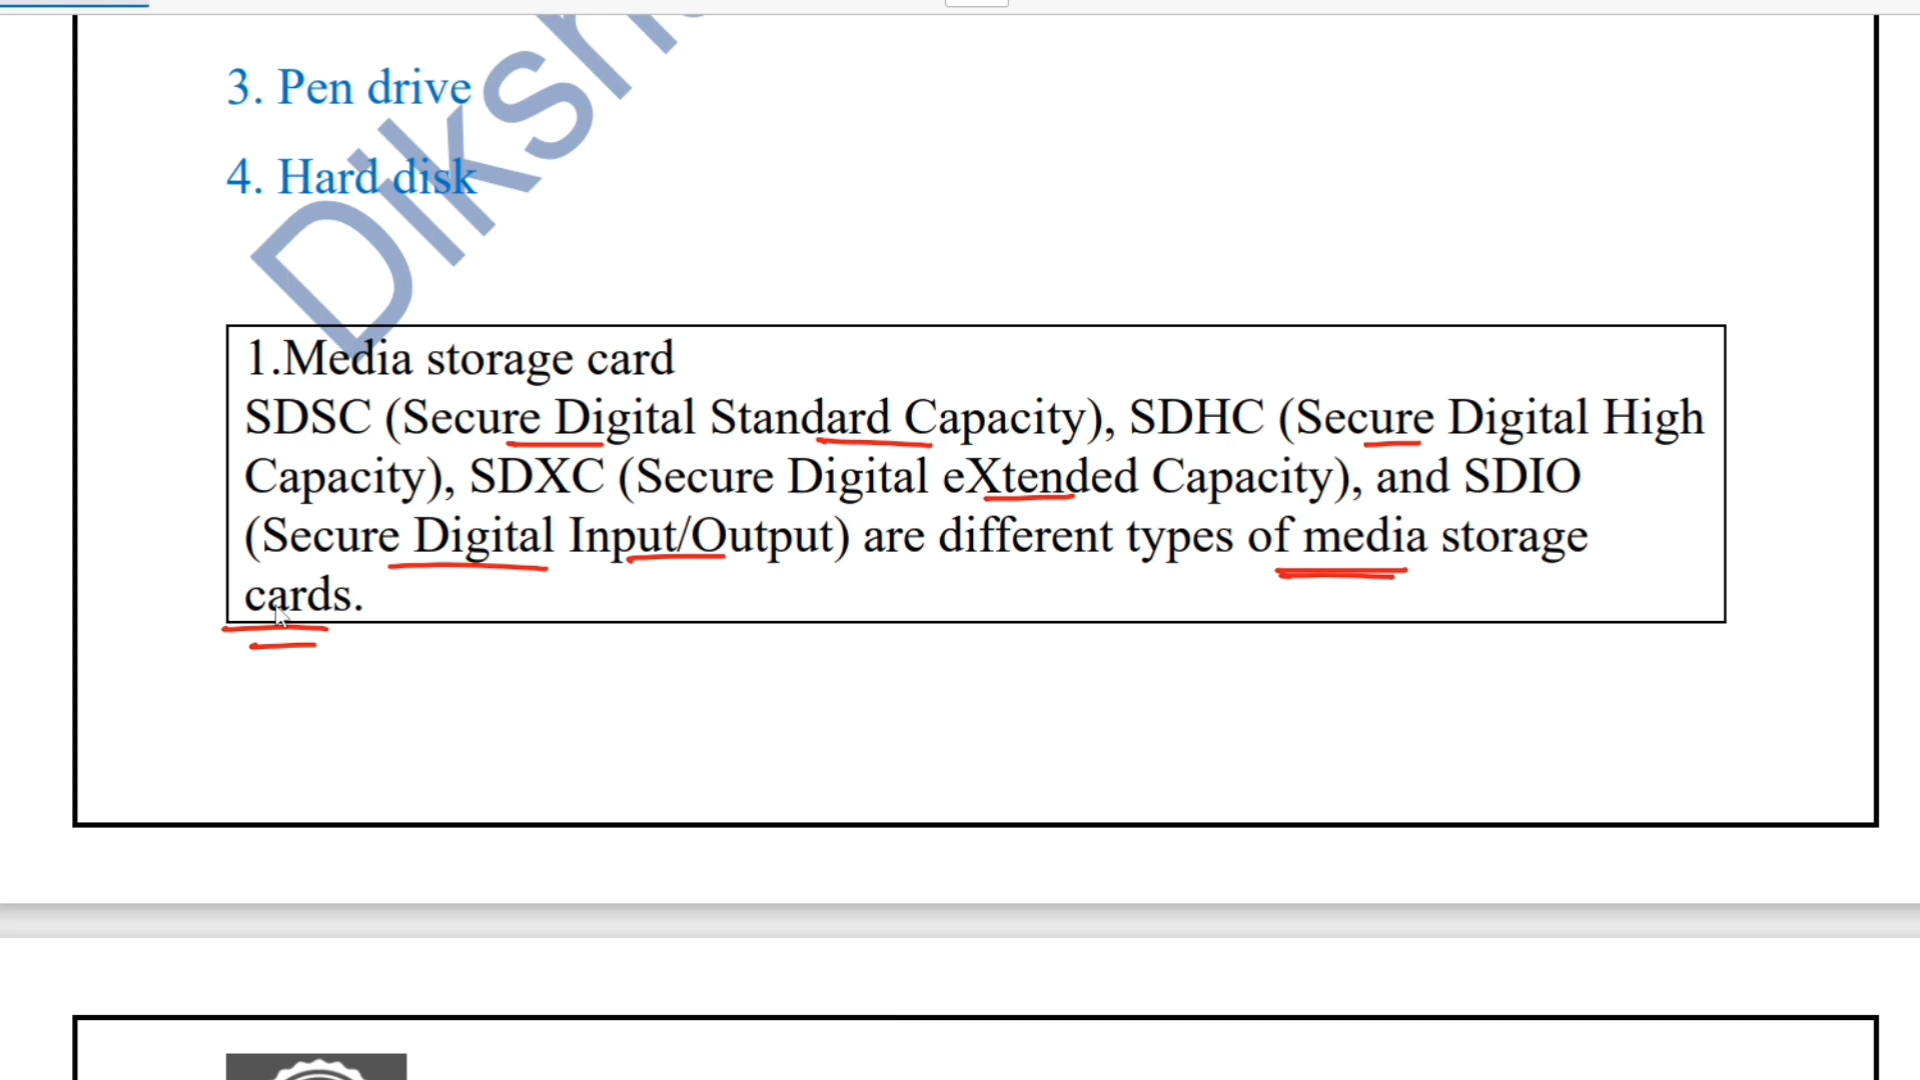 3. Pen drive
4. Hard disk
Diksh
1.Media storage card
SDSC (Secure Digital Standard Capacity), SDHC (Secure Digital High
Capacity), SDXC (Secure Digital eXtended Capacity), and SDIO
(Secure Digital Input/Output) are different types of media storage
cards.